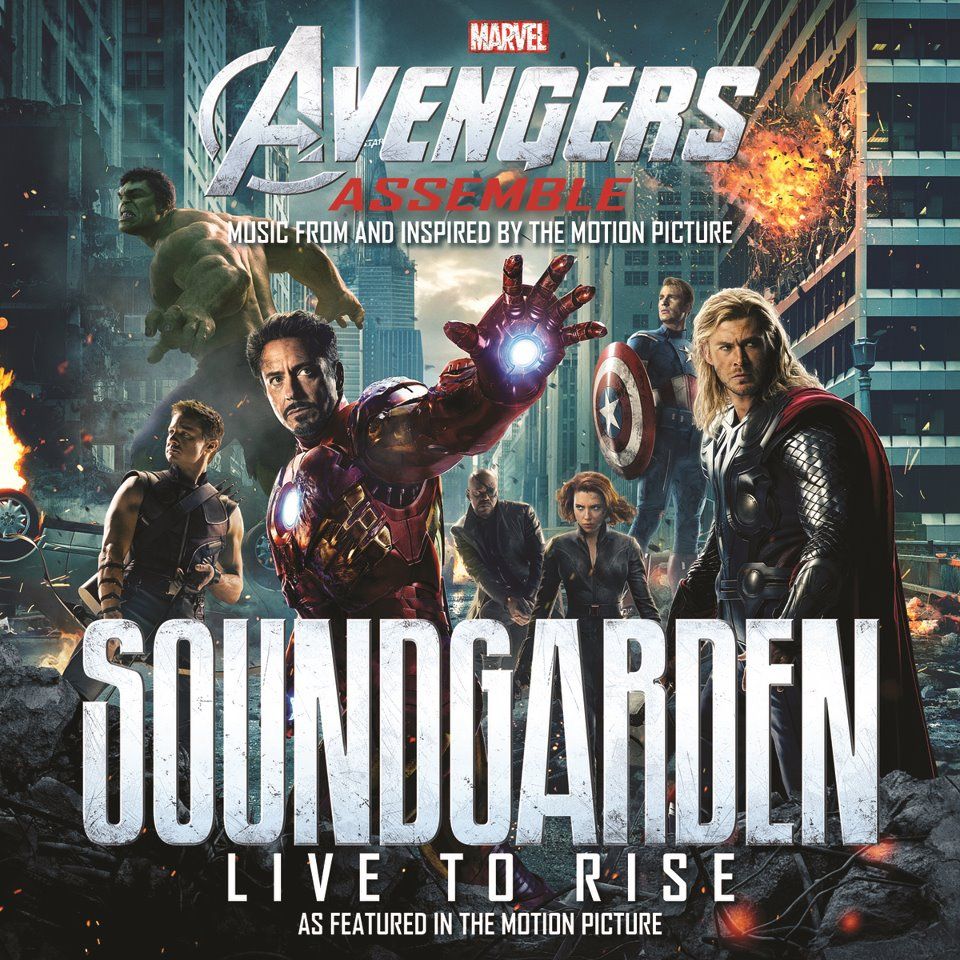 MARVEL
AVENGERS
ASSEMBLE
MUSIC FROM AND INSPIRED BY THE MOTION PICTURE
SOUNDGARDEN
LIVE TO RISE
AS FEATURED IN THE MOTION PICTURE